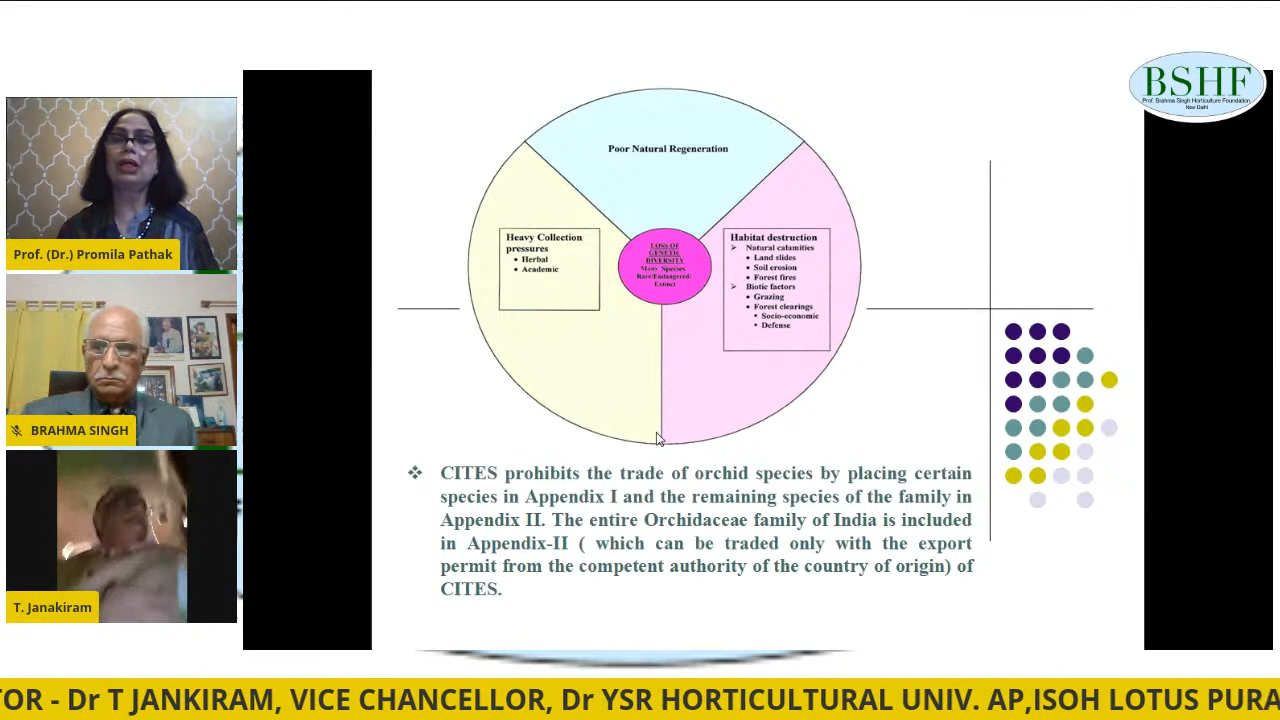 BSHF
Prof. Brahma Singh Horticulture Foundation
New Delhi
Prof. (Dr.) Promila Pathak
BRAHMA SINGH
T. Janakiram
Poor Natural Regeneration
Heavy Collection
pressures
• Herbal
• Academic
LOSS OF
GENETIC
DIVERSITY
Many Species
Rare/Endangered/
Extinct
Habitat destruction
➢ Natural calamities
• Land slides
• Soil erosion
• Forest fires
➢ Biotic factors
• Grazing
• Forest clearings
* Socio-economic
* Defense
❖ CITES prohibits the trade of orchid species by placing certain
species in Appendix I and the remaining species of the family in
Appendix II. The entire Orchidaceae family of India is included
in Appendix-II ( which can be traded only with the export
permit from the competent authority of the country of origin) of
CITES.
TOR - Dr T JANKIRAM, VICE CHANCELLOR, Dr YSR HORTICULTURAL UNIV. AP,ISOH LOTUS PURA